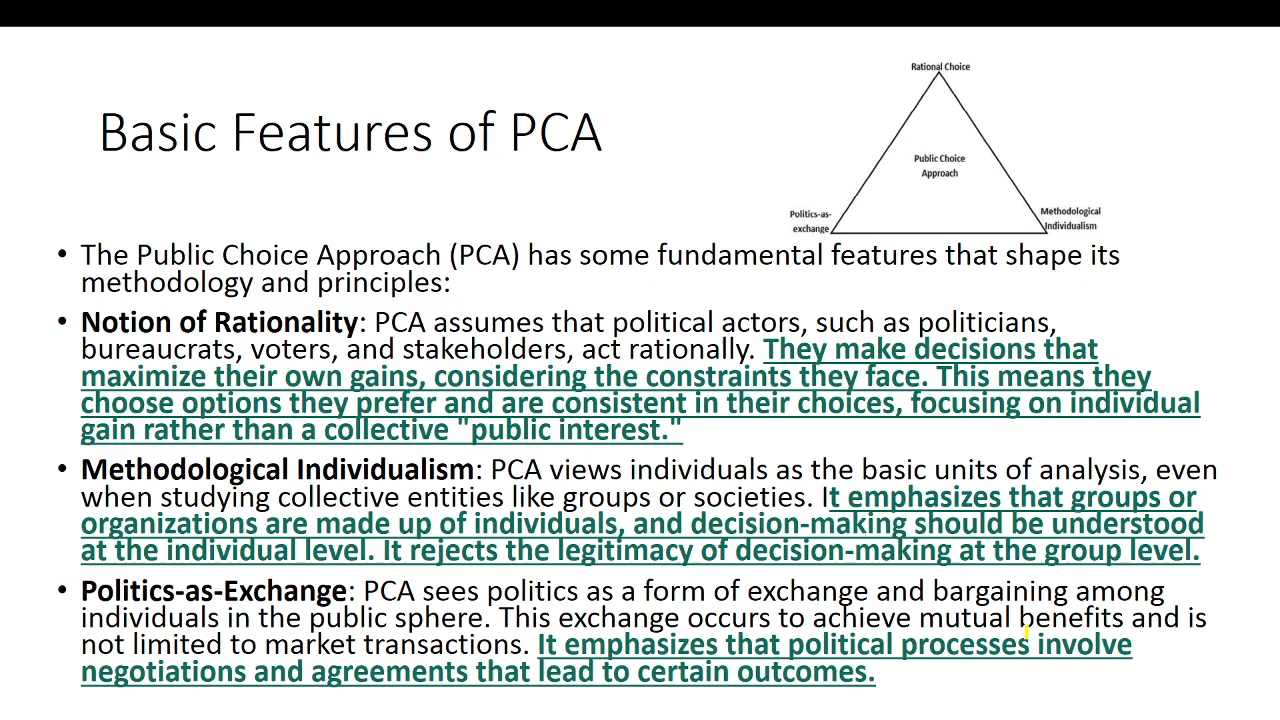 Basic Features of PCA
Rational Choice
Public Choice
Approach
Politics-as-
exchange
Methodological
Individualism
• The Public Choice Approach (PCA) has some fundamental features that shape its
methodology and principles:
• Notion of Rationality: PCA assumes that political actors, such as politicians,
bureaucrats, voters, and stakeholders, act rationally. They make decisions that
maximize their own gains, considering the constraints they face. This means they
choose options they prefer and are consistent in their choices, focusing on individual
gain rather than a collective "public interest."
• Methodological Individualism: PCA views individuals as the basic units of analysis, even
when studying collective entities like groups or societies. It emphasizes that groups or
organizations are made up of individuals, and decision-making should be understood
at the individual level. It rejects the legitimacy of decision-making at the group level.
• Politics-as-Exchange: PCA sees politics as a form of exchange and bargaining among
individuals in the public sphere. This exchange occurs to achieve mutual benefits and is
not limited to market transactions. It emphasizes that political processes involve
negotiations and agreements that lead to certain outcomes.